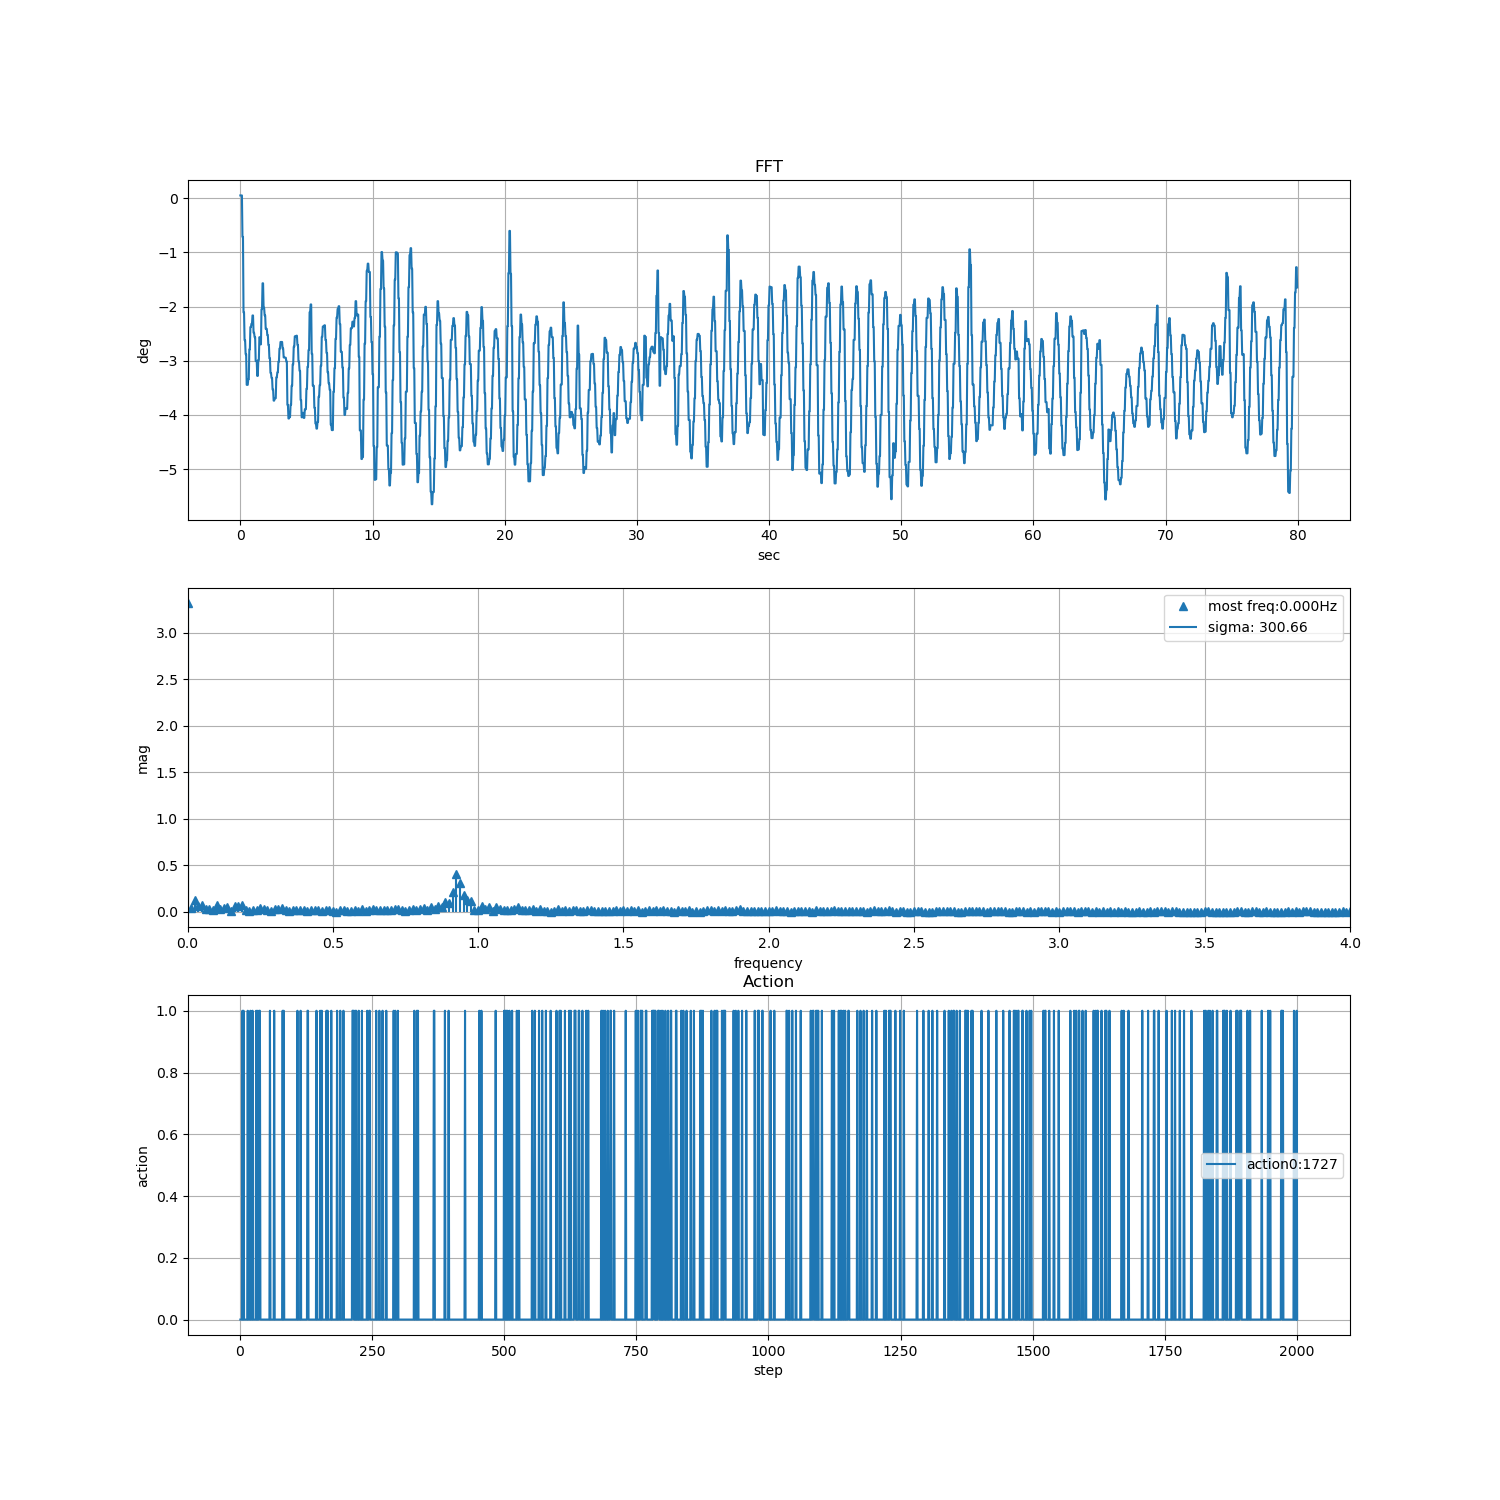 FFT
0
−1
−2
−3
−4
−5
deg
0 10 20 30 40 50 60 70 80
sec
most freq:0.000Hz
sigma: 300.66
3.0
2.5
2.0
1.5
1.0
0.5
0.0
mag
0.0 0.5 1.0 1.5 2.0 2.5 3.0 3.5 4.0
frequency
Action
1.0
0.8
0.6
0.4
0.2
0.0
action
action0:1727
0 250 500 750 1000 1250 1500 1750 2000
step